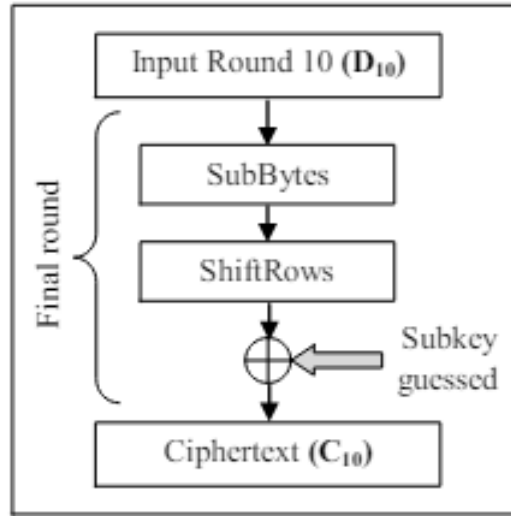 Input Round 10 (D₁₀)
SubBytes
Final round
ShiftRows
Subkey
guessed
Ciphertext (C₁₀)